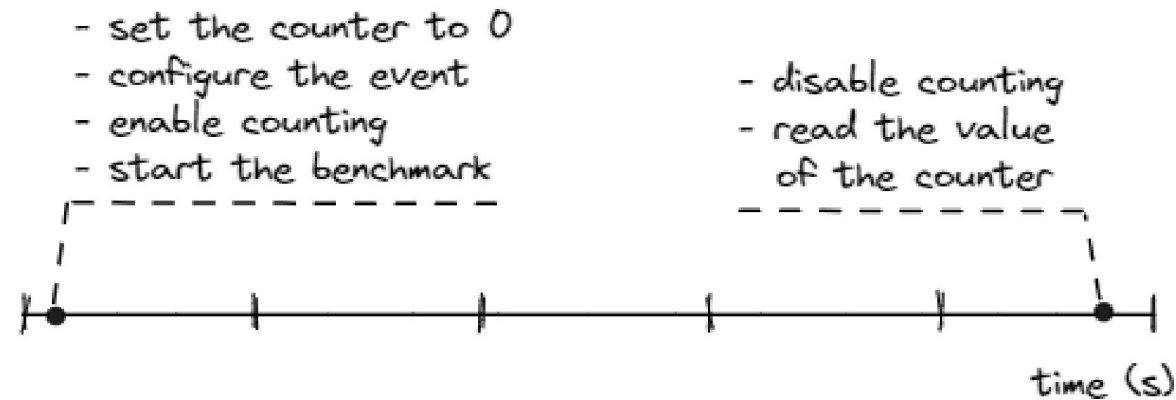 - set the counter to 0
- configure the event
- enable counting
- start the benchmark
- disable counting
- read the value
of the counter
time (s)